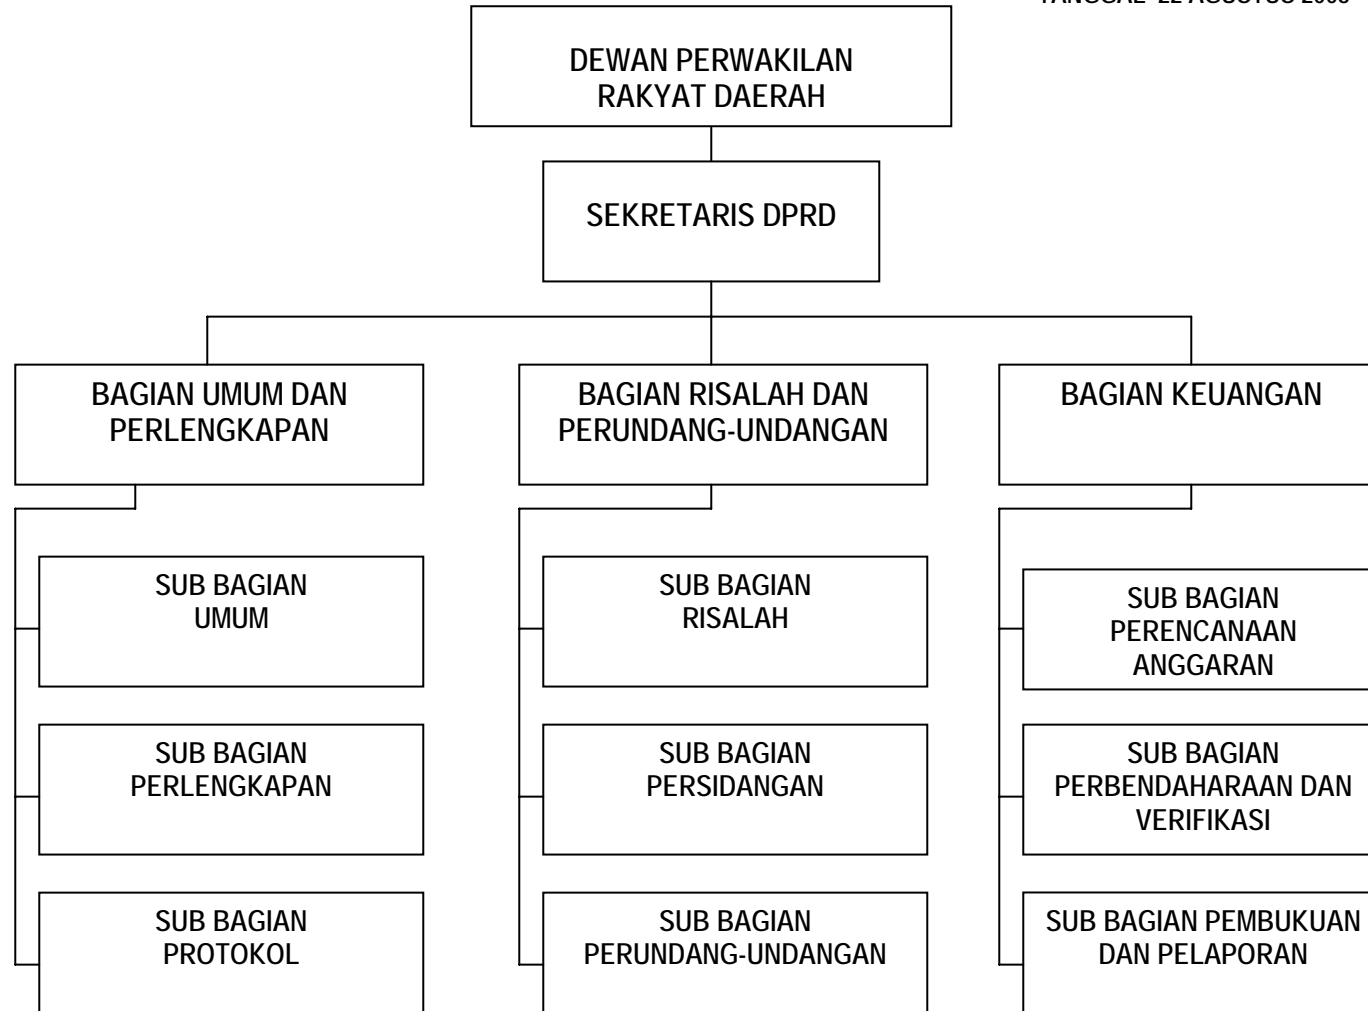 DEWAN PERWAKILAN
RAKYAT DAERAH
SEKRETARIS DPRD
BAGIAN UMUM DAN
PERLENGKAPAN
BAGIAN RISALAH DAN
PERUNDANG-UNDANGAN
BAGIAN KEUANGAN
SUB BAGIAN
UMUM
SUB BAGIAN
RISALAH
SUB BAGIAN
PERENCANAAN
ANGGARAN
SUB BAGIAN
PERLENGKAPAN
SUB BAGIAN
PERSIDANGAN
SUB BAGIAN
PERBENDAHARAAN DAN
VERIFIKASI
SUB BAGIAN
PROTOKOL
SUB BAGIAN
PERUNDANG-UNDANGAN
SUB BAGIAN PEMBUKUAN
DAN PELAPORAN